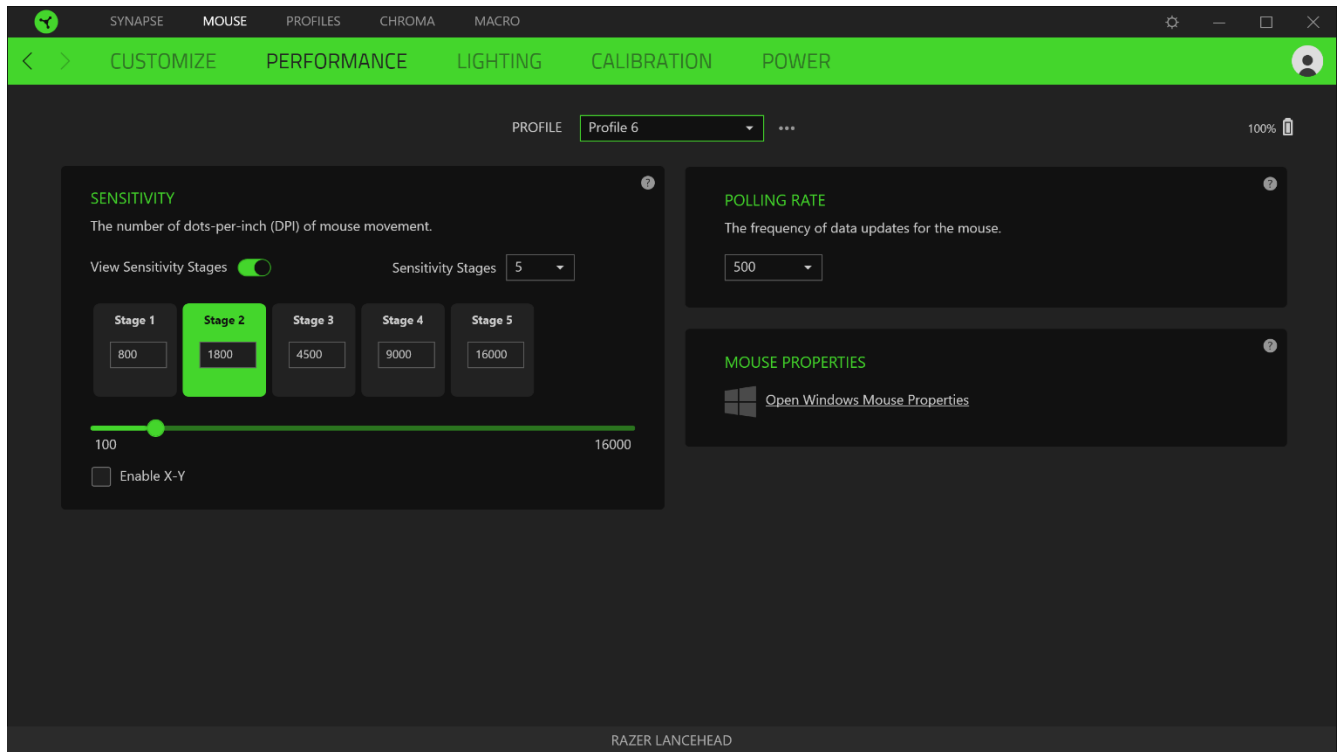 SYNAPSE MOUSE PROFILES CHROMA MACRO
CUSTOMIZE PERFORMANCE LIGHTING CALIBRATION POWER
PROFILE Profile 6 ••• 100%
SENSITIVITY
The number of dots-per-inch (DPI) of mouse movement.
View Sensitivity Stages Sensitivity Stages 5
Stage 1 Stage 2 Stage 3 Stage 4 Stage 5
800 1800 4500 9000 16000
100 16000
Enable X-Y
?
POLLING RATE
The frequency of data updates for the mouse.
500
?
MOUSE PROPERTIES
Open Windows Mouse Properties
?
RAZER LANCEHEAD